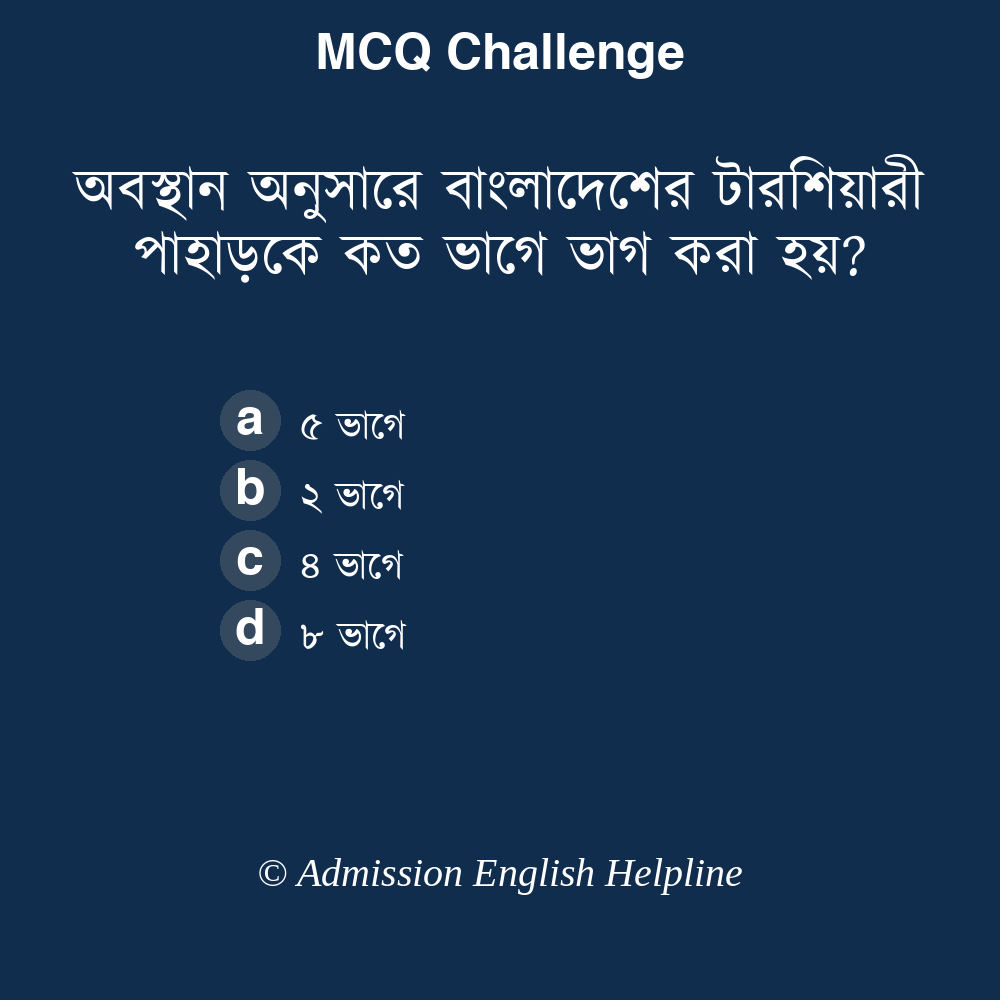 MCQ Challenge
অবস্থান অনুসারে বাংলাদেশের টারশিয়ারী
পাহাড়কে কত ভাগে ভাগ করা হয়?
a ৫ ভাগে
b ২ ভাগে
c ৪ ভাগে
d ৮ ভাগে
© Admission English Helpline